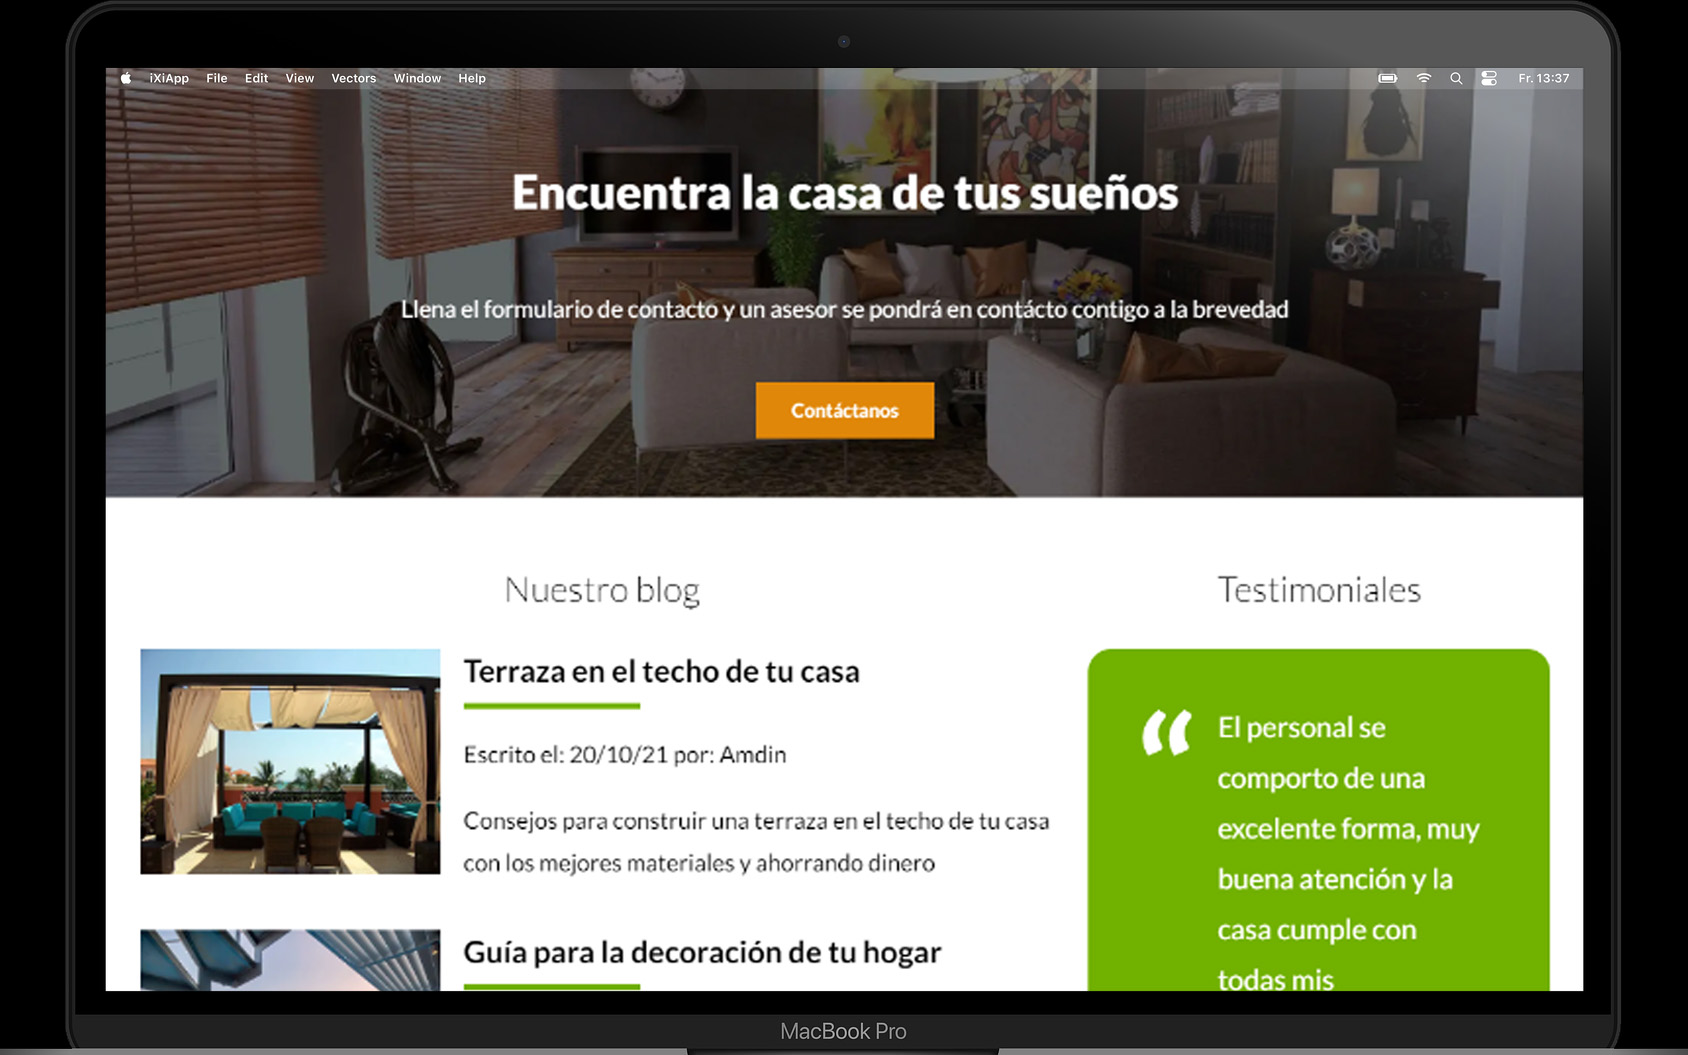 iXiApp File Edit View Vectors Window Help
Fr. 13:37
Encuentra la casa de tus sueños
Llena el formulario de contacto y un asesor se pondrá en contácto contigo a la brevedad
Contáctanos
Nuestro blog
Terraza en el techo de tu casa
Escrito el: 20/10/21 por: Amdin
Consejos para construir una terraza en el techo de tu casa
con los mejores materiales y ahorrando dinero
Guía para la decoración de tu hogar
Testimoniales
“ El personal se
comporto de una
excelente forma, muy
buena atención y la
casa cumple con
todas mis
MacBook Pro